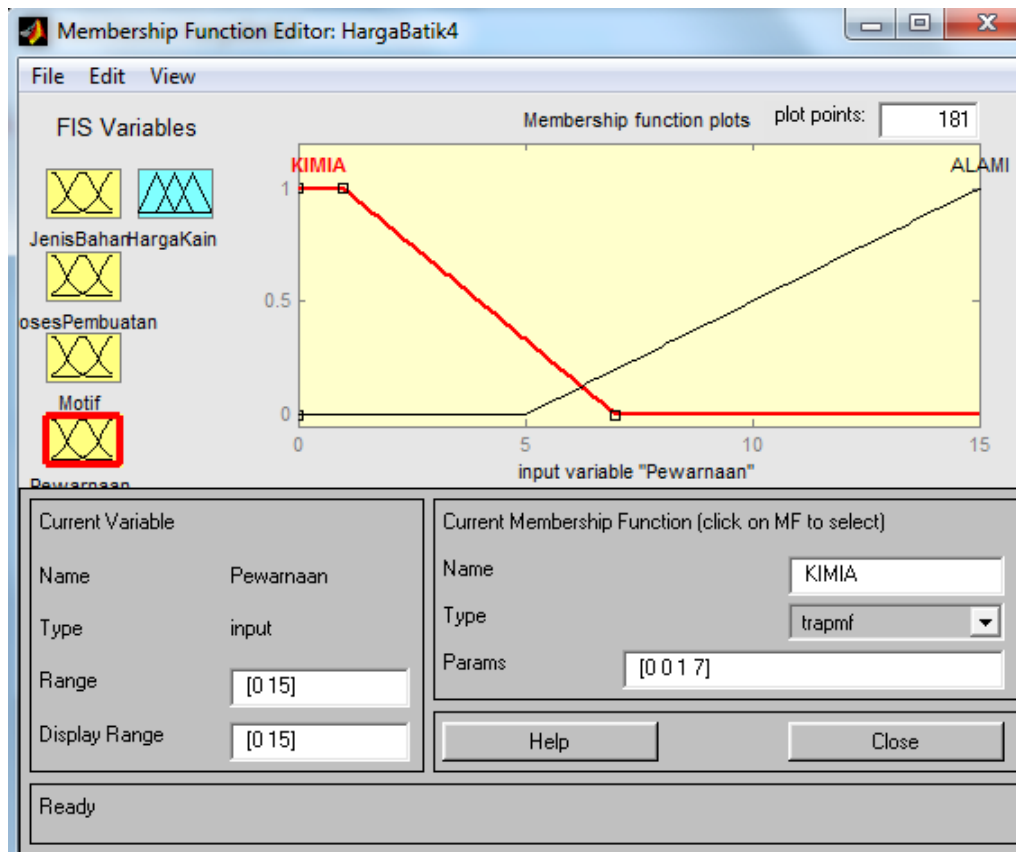 Membership Function Editor: HargaBatik4
File Edit View
FIS Variables
Membership function plots
plot points:
181
KIMIA
ALAMI
1
0.5
0
0
5
10
15
input variable "Pewarnaan"
JenisBahan
HargaKain
osesPembuatan
Motif
Pewarnaan
Current Variable
Name Pewarnaan
Type input
Range [0 15]
Display Range [0 15]
Current Membership Function (click on MF to select)
Name KIMIA
Type trapmf
Params [0 0 1 7]
Help Close
Ready